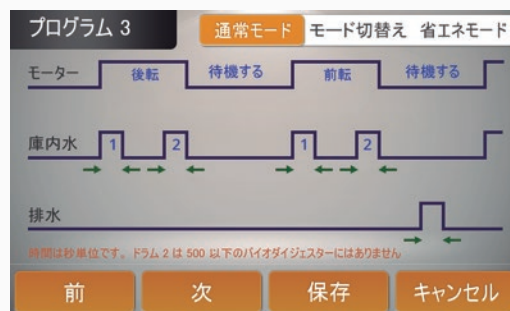 プログラム 3
通常モード モード切替え 省エネモード
モーター 後転 待機する 前転 待機する
庫内水 1 2 1 2
排水
時間は秒単位です。ドラム 2 は 500 以下のバイオダイジェスターにはありません
前 次 保存 キャンセル